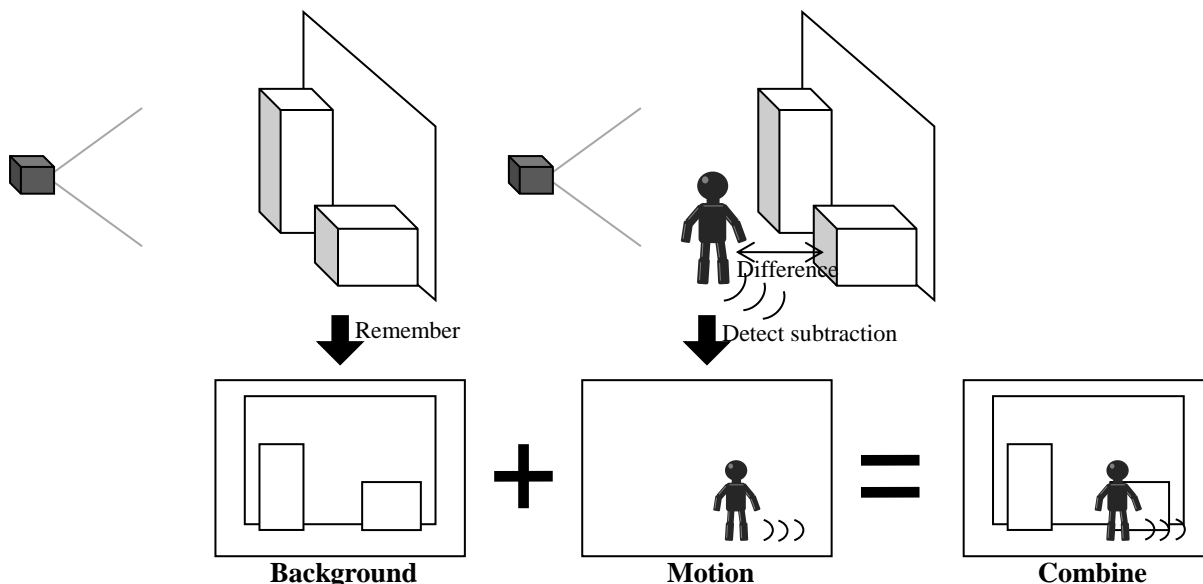 Difference
Remember
Detect subtraction
Background
Motion
Combine